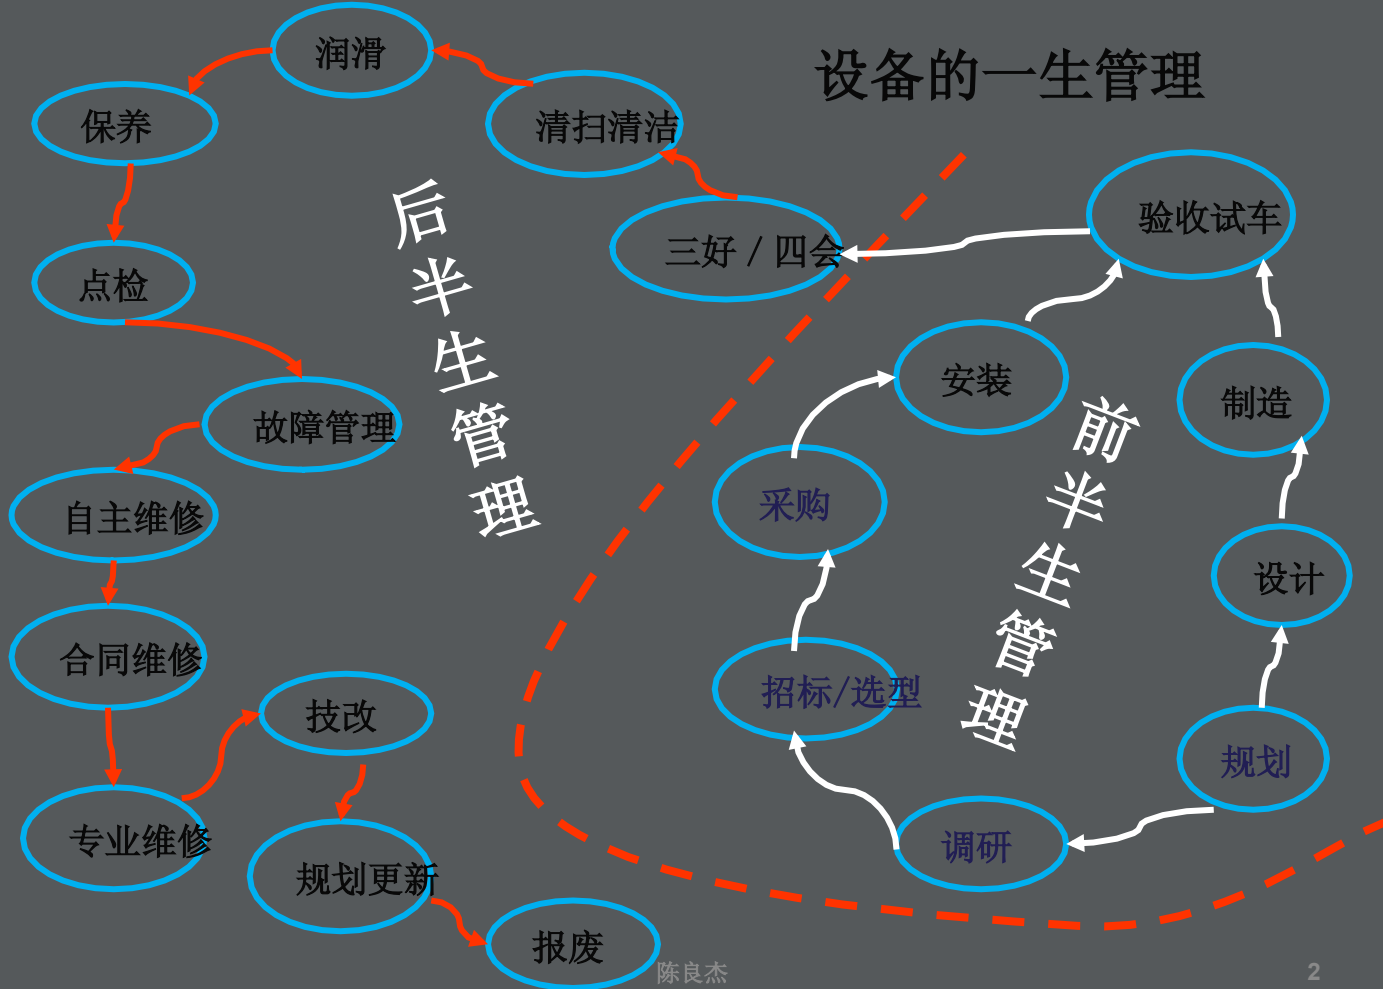 设备的一生管理
润滑
保养
清扫清洁
三好／四会
点检
故障管理
自主维修
合同维修
专业维修
技改
规划更新
报废
后半生管理
验收试车
安装
制造
采购
设计
招标/选型
规划
调研
前半生管理
陈良杰
2